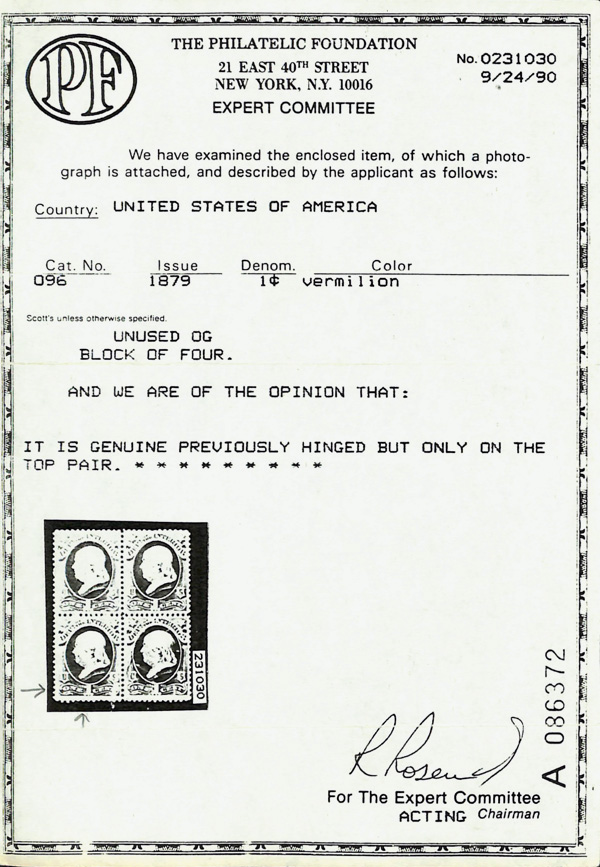 PF
THE PHILATELIC FOUNDATION
21 EAST 40TH STREET
NEW YORK, N.Y. 10016
EXPERT COMMITTEE
No. 0231030
9/24/90
We have examined the enclosed item, of which a photo-
graph is attached, and described by the applicant as follows:
Country: UNITED STATES OF AMERICA
Cat. No. Issue Denom. Color
O96 1879 1¢ vermilion
Scott's unless otherwise specified.
UNUSED OG
BLOCK OF FOUR.
AND WE ARE OF THE OPINION THAT:
IT IS GENUINE PREVIOUSLY HINGED BUT ONLY ON THE
TOP PAIR. * * * * * * * * *
231030
A 086372
For The Expert Committee
ACTING Chairman